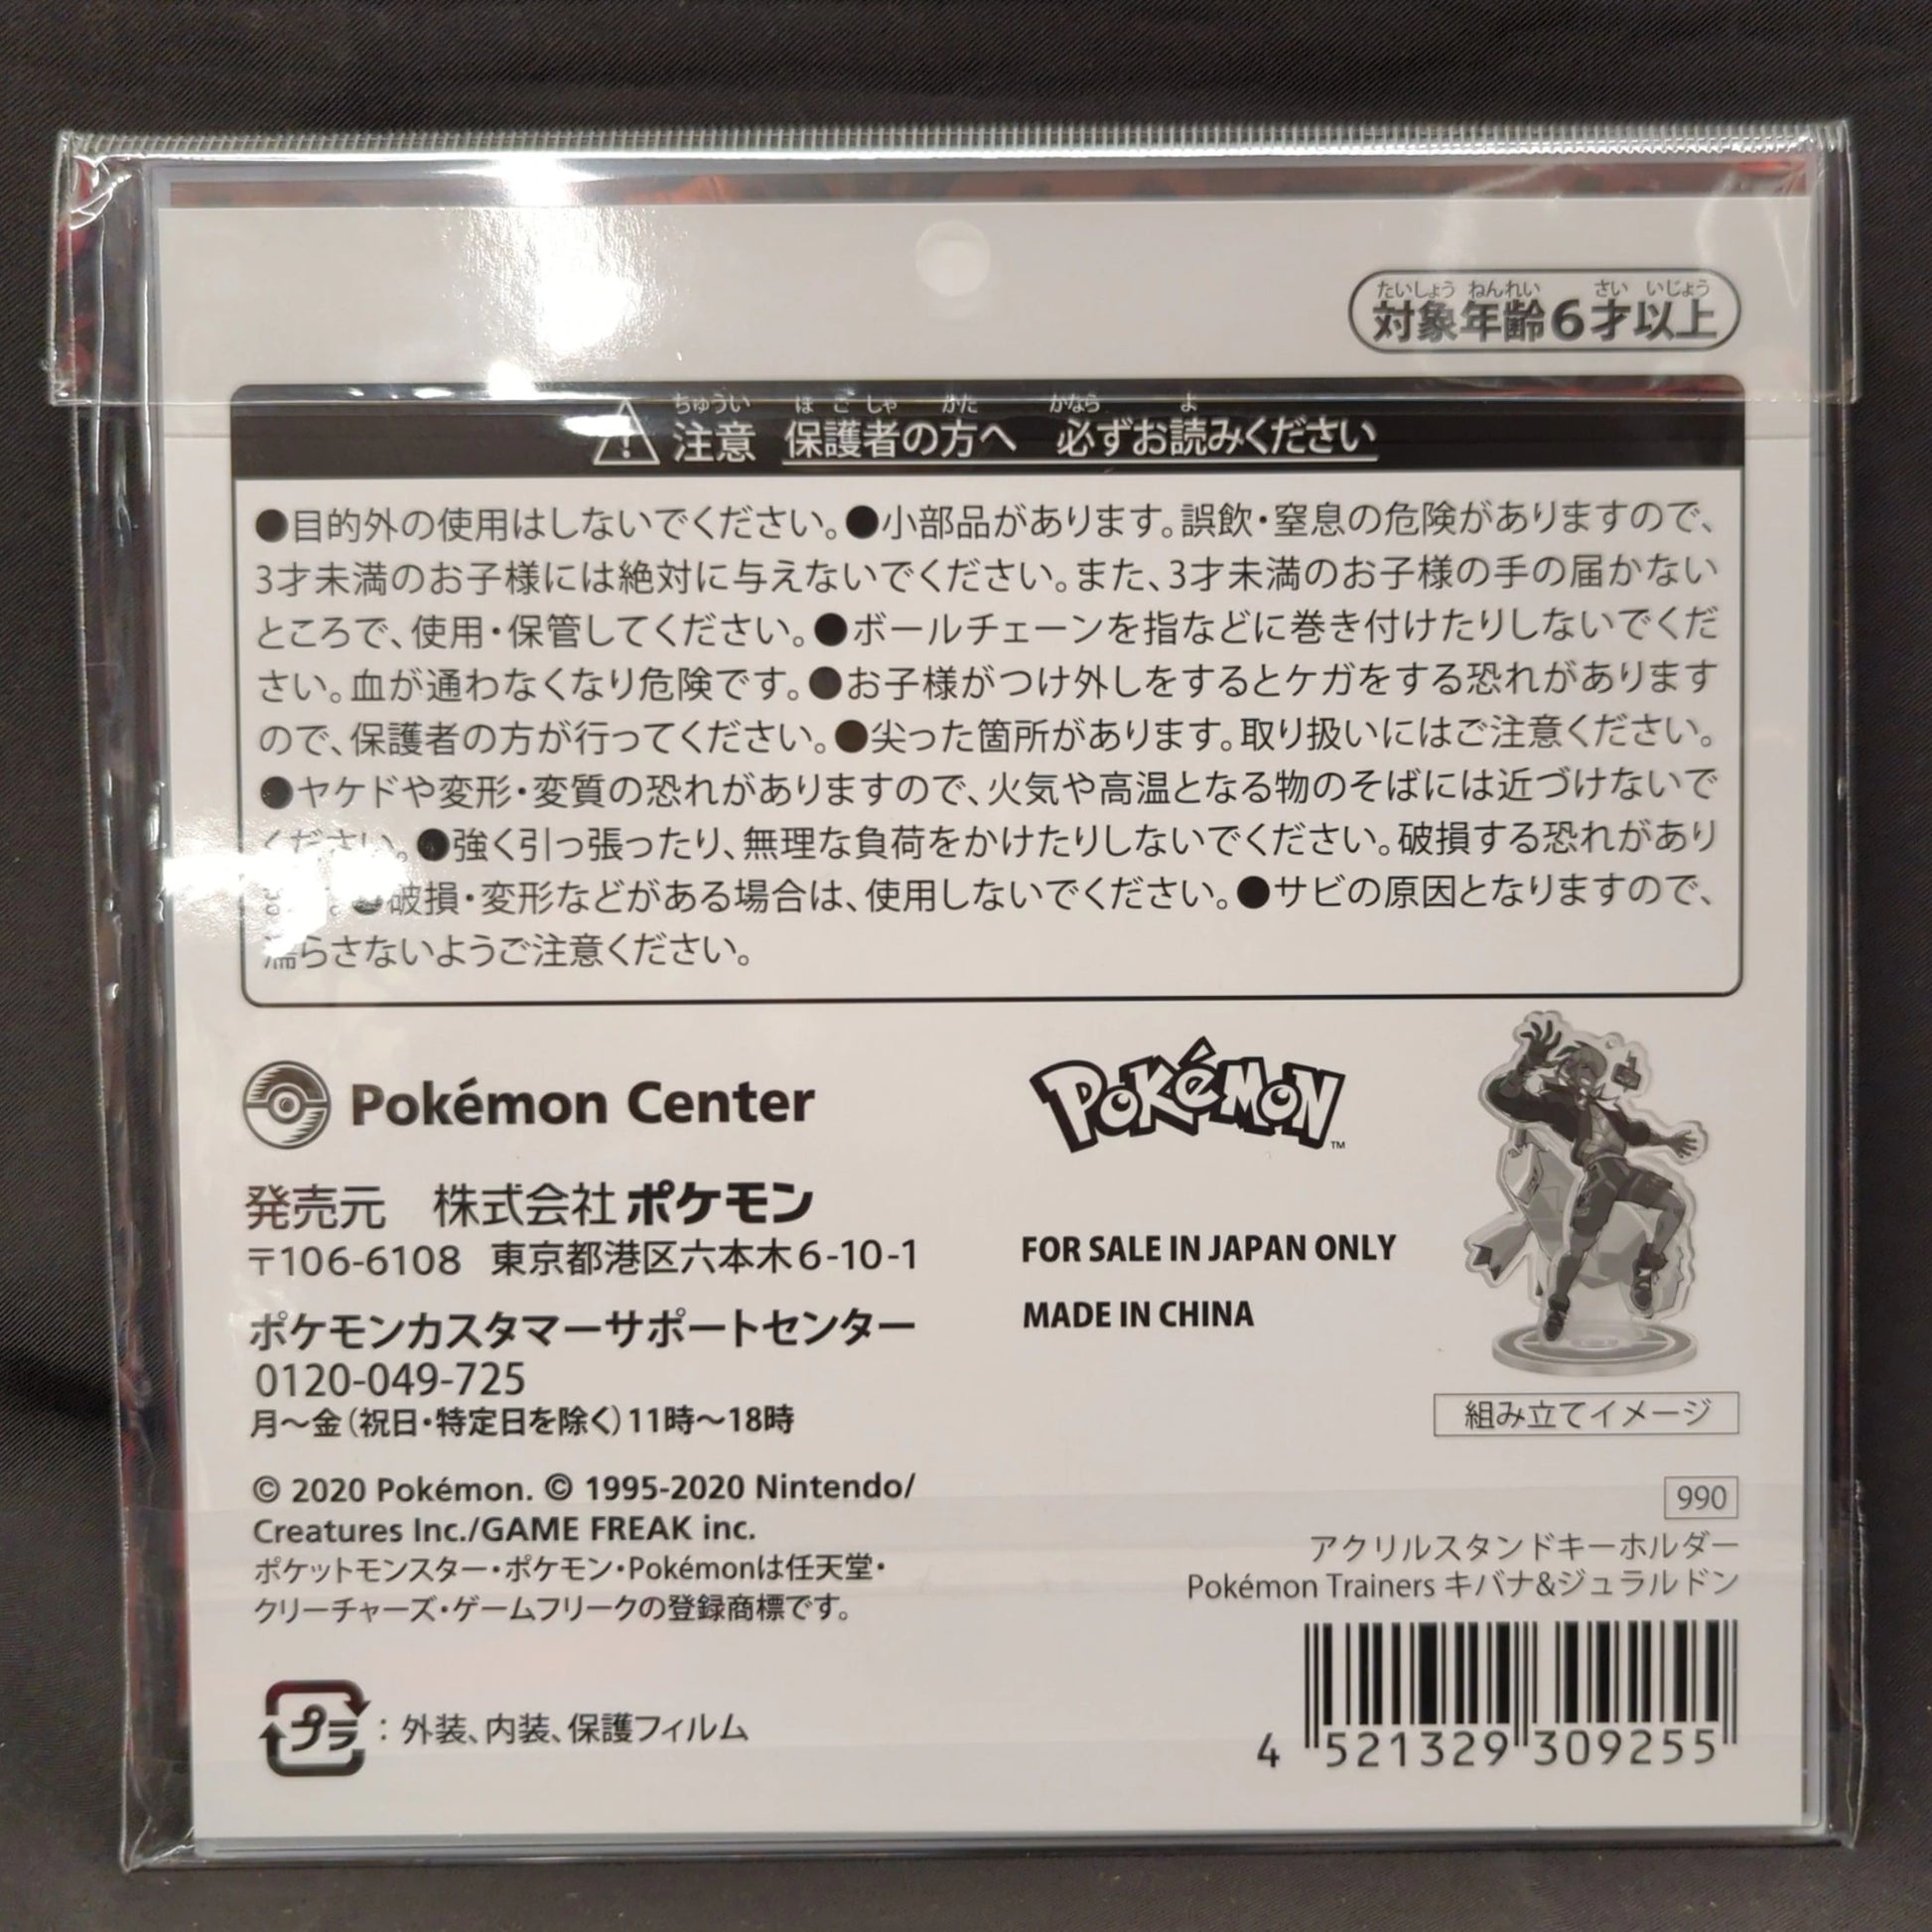 たいしょう ねんれい さい いじょう
対象年齢6才以上
ちゅうい ほごしゃ かた かなら よ
注意 保護者の方へ 必ずお読みください
●目的外の使用はしないでください。●小部品があります。誤飲・窒息の危険がありますので、
3才未満のお子様には絶対に与えないでください。また、3才未満のお子様の手の届かない
ところで、使用・保管してください。●ボールチェーンを指などに巻き付けたりしないでくだ
さい。血が通わなくなり危険です。●お子様がつけ外しをするとケガをする恐れがあります
ので、保護者の方が行ってください。●尖った箇所があります。取り扱いにはご注意ください。
●ヤケドや変形・変質の恐れがありますので、火気や高温となる物のそばには近づけないで
ください。●強く引っ張ったり、無理な負荷をかけたりしないでください。破損する恐れがあり
●破損・変形などがある場合は、使用しないでください。●サビの原因となりますので、
濡らさないようご注意ください。
Pokémon Center
POKéMON™
発売元 株式会社ポケモン
〒106-6108 東京都港区六本木6-10-1
FOR SALE IN JAPAN ONLY
MADE IN CHINA
ポケモンカスタマーサポートセンター
0120-049-725
月〜金(祝日・特定日を除く)11時〜18時
組み立てイメージ
© 2020 Pokémon. © 1995-2020 Nintendo/
Creatures Inc./GAME FREAK inc.
ポケットモンスター・ポケモン・Pokémonは任天堂・
クリーチャーズ・ゲームフリークの登録商標です。
990
アクリルスタンドキーホルダー
Pokémon Trainers キバナ&ジュラルドン
プラ:外装、内装、保護フィルム
4 521329 309255